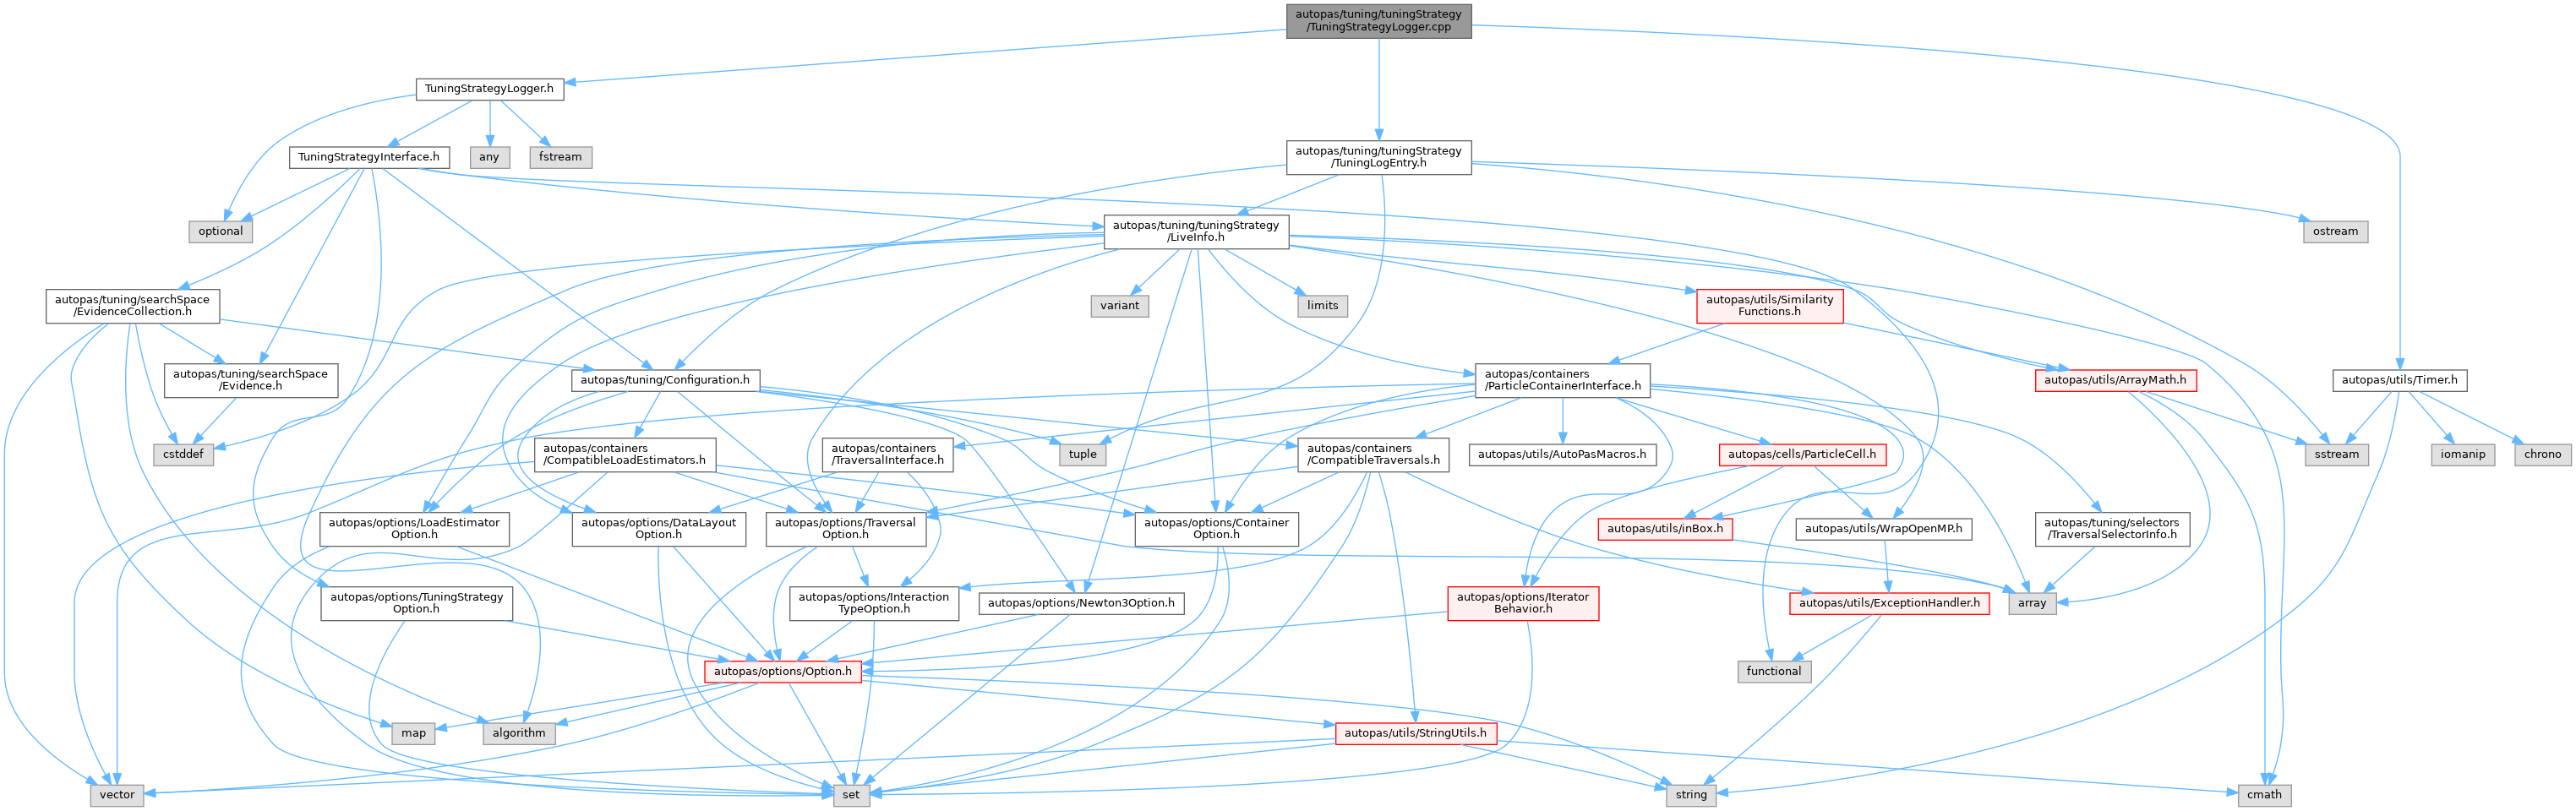 autopas/tuning/tuningStrategy
/TuningStrategyLogger.cpp
TuningStrategyLogger.h
TuningStrategyInterface.h
any
fstream
autopas/tuning/tuningStrategy
/TuningLogEntry.h
optional
autopas/tuning/tuningStrategy
/LiveInfo.h
ostream
autopas/tuning/searchSpace
/EvidenceCollection.h
variant
limits
autopas/utils/Similarity
Functions.h
autopas/tuning/searchSpace
/Evidence.h
autopas/tuning/Configuration.h
autopas/containers
/ParticleContainerInterface.h
autopas/utils/ArrayMath.h
autopas/utils/Timer.h
cstddef
autopas/containers
/CompatibleLoadEstimators.h
autopas/containers
/TraversalInterface.h
tuple
autopas/containers
/CompatibleTraversals.h
autopas/utils/AutoPasMacros.h
autopas/cells/ParticleCell.h
sstream
iomanip
chrono
autopas/options/LoadEstimator
Option.h
autopas/options/DataLayout
Option.h
autopas/options/Traversal
Option.h
autopas/options/Container
Option.h
autopas/utils/inBox.h
autopas/utils/WrapOpenMP.h
autopas/tuning/selectors
/TraversalSelectorInfo.h
autopas/options/TuningStrategy
Option.h
autopas/options/Interaction
TypeOption.h
autopas/options/Newton3Option.h
autopas/options/Iterator
Behavior.h
autopas/utils/ExceptionHandler.h
array
autopas/options/Option.h
functional
map
algorithm
autopas/utils/StringUtils.h
vector
set
string
cmath